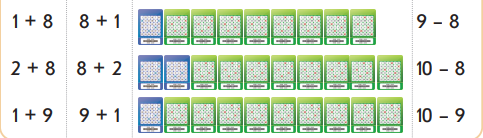 1 + 8 8 + 1 9 – 8
2 + 8 8 + 2 10 – 8
1 + 9 9 + 1 10 – 9